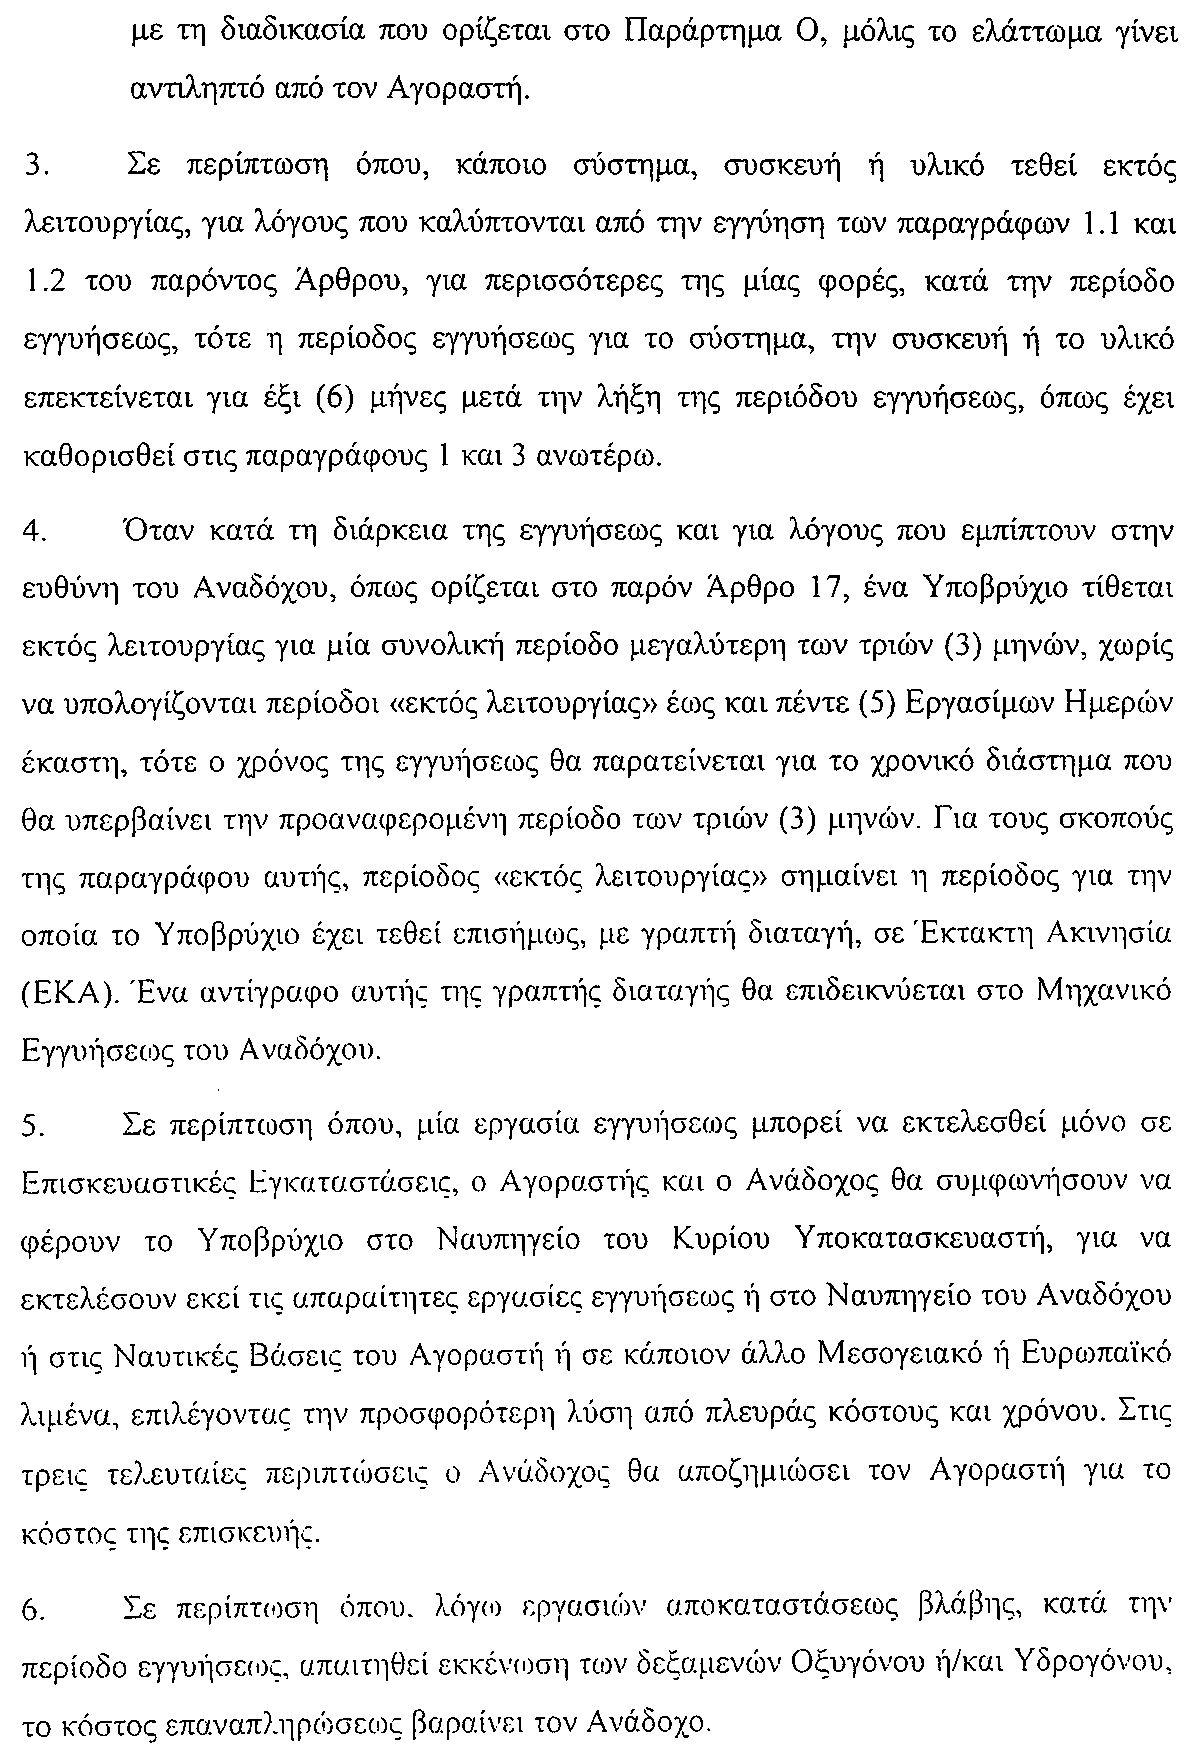 με τη διαδικασία που ορίζεται στο Παράρτημα Ο, μόλις το ελάττωμα γίνει
αντιληπτό από τον Αγοραστή.
3. Σε περίπτωση όπου, κάποιο σύστημα, συσκευή ή υλικό τεθεί εκτός
λειτουργίας, για λόγους που καλύπτονται από την εγγύηση των παραγράφων 1.1 και
1.2 του παρόντος Άρθρου, για περισσότερες της μίας φορές, κατά την περίοδο
εγγυήσεως, τότε η περίοδος εγγυήσεως για το σύστημα, την συσκευή ή το υλικό
επεκτείνεται για έξι (6) μήνες μετά την λήξη της περιόδου εγγυήσεως, όπως έχει
καθορισθεί στις παραγράφους 1 και 3 ανωτέρω.
4. Όταν κατά τη διάρκεια της εγγυήσεως και για λόγους που εμπίπτουν στην
ευθύνη του Αναδόχου, όπως ορίζεται στο παρόν Άρθρο 17, ένα Υποβρύχιο τίθεται
εκτός λειτουργίας για μία συνολική περίοδο μεγαλύτερη των τριών (3) μηνών, χωρίς
να υπολογίζονται περίοδοι «εκτός λειτουργίας» έως και πέντε (5) Εργασίμων Ημερών
έκαστη, τότε ο χρόνος της εγγυήσεως θα παρατείνεται για το χρονικό διάστημα που
θα υπερβαίνει την προαναφερομένη περίοδο των τριών (3) μηνών. Για τους σκοπούς
της παραγράφου αυτής, περίοδος «εκτός λειτουργίας» σημαίνει η περίοδος για την
οποία το Υποβρύχιο έχει τεθεί επισήμως, με γραπτή διαταγή, σε Έκτακτη Ακινησία
(ΕΚΑ). Ένα αντίγραφο αυτής της γραπτής διαταγής θα επιδεικνύεται στο Μηχανικό
Εγγυήσεως του Αναδόχου.
5. Σε περίπτωση όπου, μία εργασία εγγυήσεως μπορεί να εκτελεσθεί μόνο σε
Επισκευαστικές Εγκαταστάσεις, ο Αγοραστής και ο Ανάδοχος θα συμφωνήσουν να
φέρουν το Υποβρύχιο στο Ναυπηγείο του Κυρίου Υποκατασκευαστή, για να
εκτελέσουν εκεί τις απαραίτητες εργασίες εγγυήσεως ή στο Ναυπηγείο του Αναδόχου
ή στις Ναυτικές Βάσεις του Αγοραστή ή σε κάποιον άλλο Μεσογειακό ή Ευρωπαϊκό
λιμένα, επιλέγοντας την προσφορότερη λύση από πλευράς κόστους και χρόνου. Στις
τρεις τελευταίες περιπτώσεις ο Ανάδοχος θα αποζημιώσει τον Αγοραστή για το
κόστος της επισκευής.
6. Σε περίπτωση όπου, λόγω εργασιών αποκαταστάσεως βλάβης, κατά την
περίοδο εγγυήσεως, απαιτηθεί εκκένωση των δεξαμενών Οξυγόνου ή/και Υδρογόνου,
το κόστος επαναπληρώσεως βαραίνει τον Ανάδοχο.